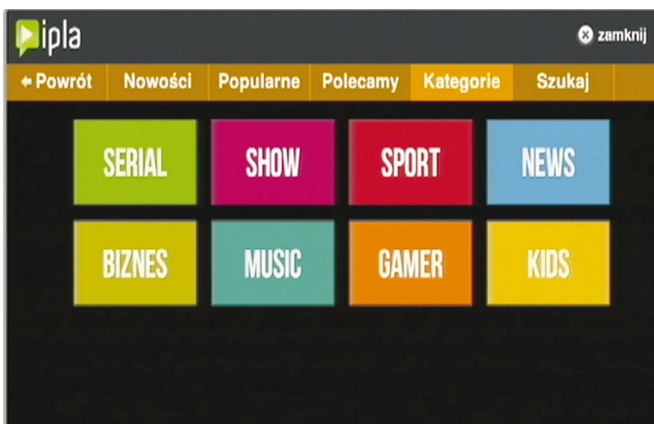 ipla
zamknij
Powrót Nowości Popularne Polecamy Kategorie Szukaj
SERIAL SHOW SPORT NEWS
BIZNES MUSIC GAMER KIDS